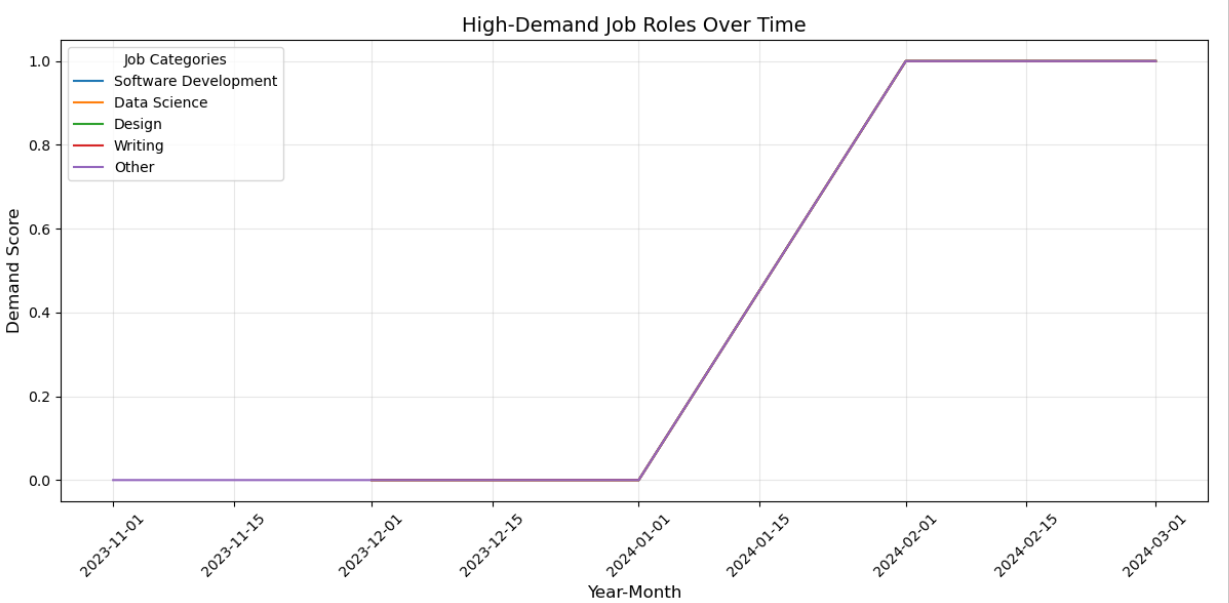 High-Demand Job Roles Over Time
Job Categories
Software Development
Data Science
Design
Writing
Other
Demand Score
1.0
0.8
0.6
0.4
0.2
0.0
2023-11-01
2023-11-15
2023-12-01
2023-12-15
2024-01-01
2024-01-15
2024-02-01
2024-02-15
2024-03-01
Year-Month